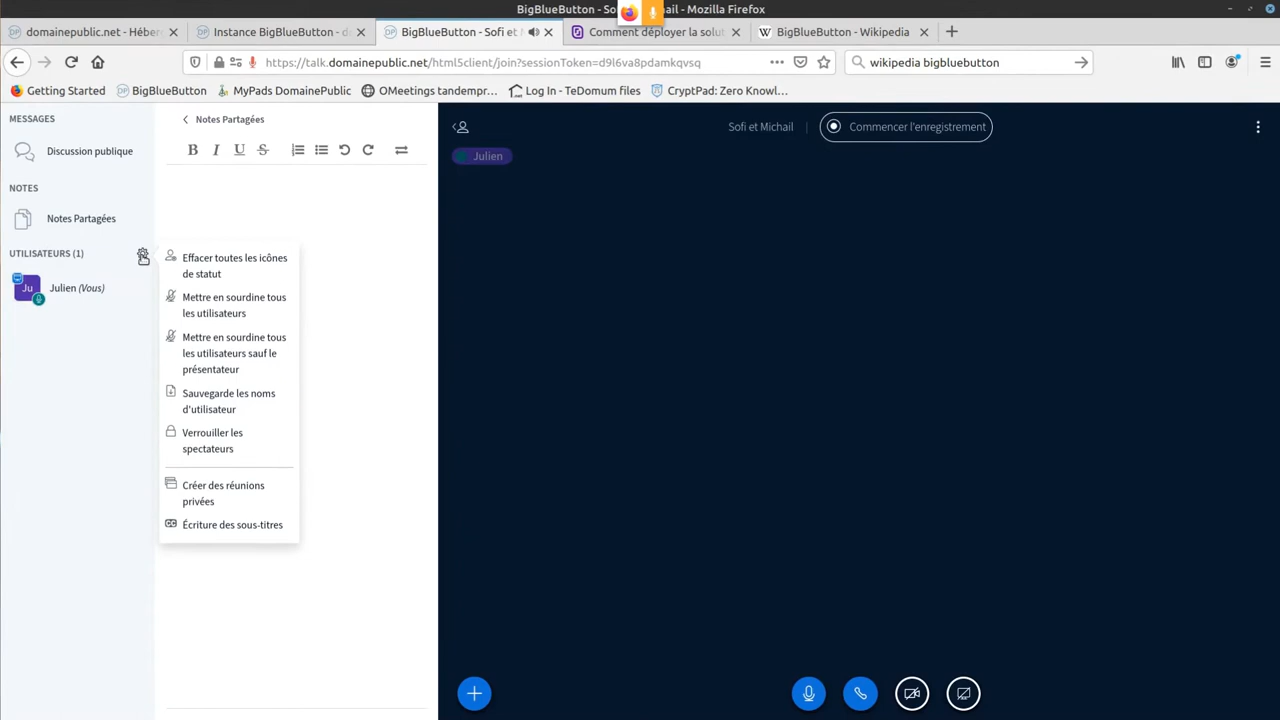 BigBlueButton - So ail - Mozilla Firefox
domainepublic.net - Héber
Instance BigBlueButton - d
BigBlueButton - Sofi et
Comment déployer la solut
BigBlueButton - Wikipedia
https://talk.domainepublic.net/html5client/join?sessionToken=d9l6va8pdamkqvsq
wikipedia bigbluebutton
Getting Started
BigBlueButton
MyPads DomainePublic
OMeetings tandempr...
Log In - TeDomum files
CryptPad: Zero Knowl...
MESSAGES
Discussion publique
NOTES
Notes Partagées
UTILISATEURS (1)
Ju
Julien (Vous)
Notes Partagées
B I U S
Effacer toutes les icônes
de statut
Mettre en sourdine tous
les utilisateurs
Mettre en sourdine tous
les utilisateurs sauf le
présentateur
Sauvegarde les noms
d'utilisateur
Verrouiller les
spectateurs
Créer des réunions
privées
Écriture des sous-titres
Sofi et Michail
Commencer l'enregistrement
Julien